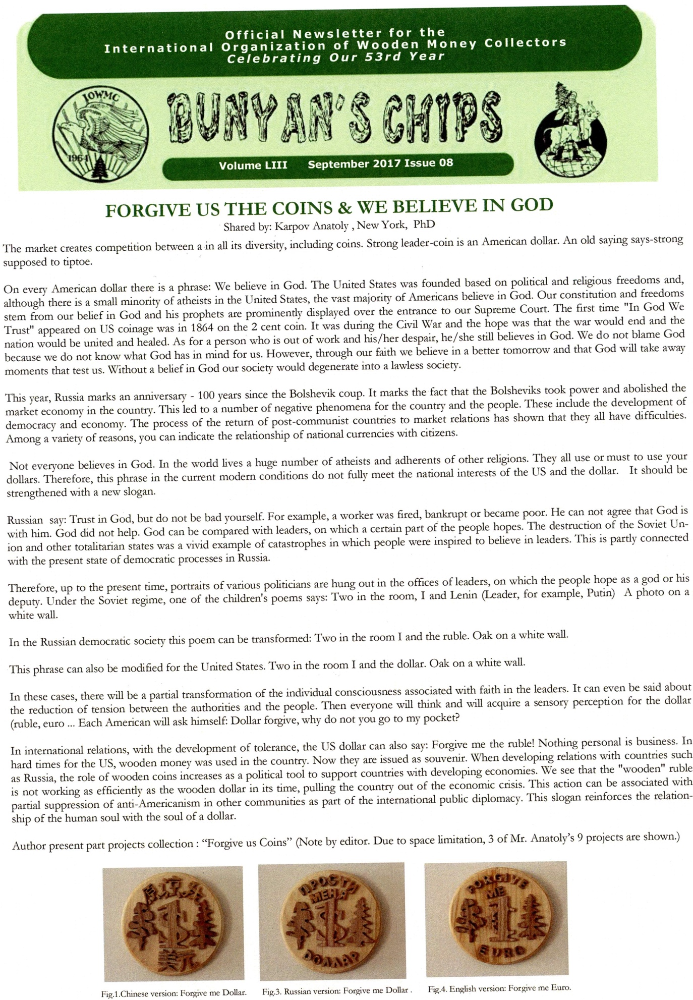 Official Newsletter for the
International Organization of Wooden Money Collectors
Celebrating Our 53rd Year
IOWMC
1964
BUNYAN'S CHIPS
Volume LIII September 2017 Issue 08
FORGIVE US THE COINS & WE BELIEVE IN GOD
Shared by: Karpov Anatoly , New York, PhD
The market creates competition between a in all its diversity, including coins. Strong leader-coin is an American dollar. An old saying says-strong
supposed to tiptoe.
On every American dollar there is a phrase: We believe in God. The United States was founded based on political and religious freedoms and,
although there is a small minority of atheists in the United States, the vast majority of Americans believe in God. Our constitution and freedoms
stem from our belief in God and his prophets are prominently displayed over the entrance to our Supreme Court. The first time "In God We
Trust" appeared on US coinage was in 1864 on the 2 cent coin. It was during the Civil War and the hope was that the war would end and the
nation would be united and healed. As for a person who is out of work and his/her despair, he/she still believes in God. We do not blame God
because we do not know what God has in mind for us. However, through our faith we believe in a better tomorrow and that God will take away
moments that test us. Without a belief in God our society would degenerate into a lawless society.
This year, Russia marks an anniversary - 100 years since the Bolshevik coup. It marks the fact that the Bolsheviks took power and abolished the
market economy in the country. This led to a number of negative phenomena for the country and the people. These include the development of
democracy and economy. The process of the return of post-communist countries to market relations has shown that they all have difficulties.
Among a variety of reasons, you can indicate the relationship of national currencies with citizens.
Not everyone believes in God. In the world lives a huge number of atheists and adherents of other religions. They all use or must to use your
dollars. Therefore, this phrase in the current modern conditions do not fully meet the national interests of the US and the dollar. It should be
strengthened with a new slogan.
Russian say: Trust in God, but do not be bad yourself. For example, a worker was fired, bankrupt or became poor. He can not agree that God is
with him. God did not help. God can be compared with leaders, on which a certain part of the people hopes. The destruction of the Soviet Un-
ion and other totalitarian states was a vivid example of catastrophes in which people were inspired to believe in leaders. This is partly connected
with the present state of democratic processes in Russia.
Therefore, up to the present time, portraits of various politicians are hung out in the offices of leaders, on which the people hope as a god or his
deputy. Under the Soviet regime, one of the children's poems says: Two in the room, I and Lenin (Leader, for example, Putin) A photo on a
white wall.
In the Russian democratic society this poem can be transformed: Two in the room I and the ruble. Oak on a white wall.
This phrase can also be modified for the United States. Two in the room I and the dollar. Oak on a white wall.
In these cases, there will be a partial transformation of the individual consciousness associated with faith in the leaders. It can even be said about
the reduction of tension between the authorities and the people. Then everyone will think and will acquire a sensory perception for the dollar
(ruble, euro ... Each American will ask himself: Dollar forgive, why do not you go to my pocket?
In international relations, with the development of tolerance, the US dollar can also say: Forgive me the ruble! Nothing personal is business. In
hard times for the US, wooden money was used in the country. Now they are issued as souvenir. When developing relations with countries such
as Russia, the role of wooden coins increases as a political tool to support countries with developing economies. We see that the "wooden" ruble
is not working as efficiently as the wooden dollar in its time, pulling the country out of the economic crisis. This action can be associated with
partial suppression of anti-Americanism in other communities as part of the international public diplomacy. This slogan reinforces the relation-
ship of the human soul with the soul of a dollar.
Author present part projects collection : “Forgive us Coins” (Note by editor. Due to space limitation, 3 of Mr. Anatoly’s 9 projects are shown.)
原谅我
1
美元
ПРОСТИ
МЕНЯ
1
ДОЛЛАР
FORGIVE
ME
1
EURO
Fig.1.Chinese version: Forgive me Dollar.
Fig.3. Russian version: Forgive me Dollar .
Fig.4. English version: Forgive me Euro.